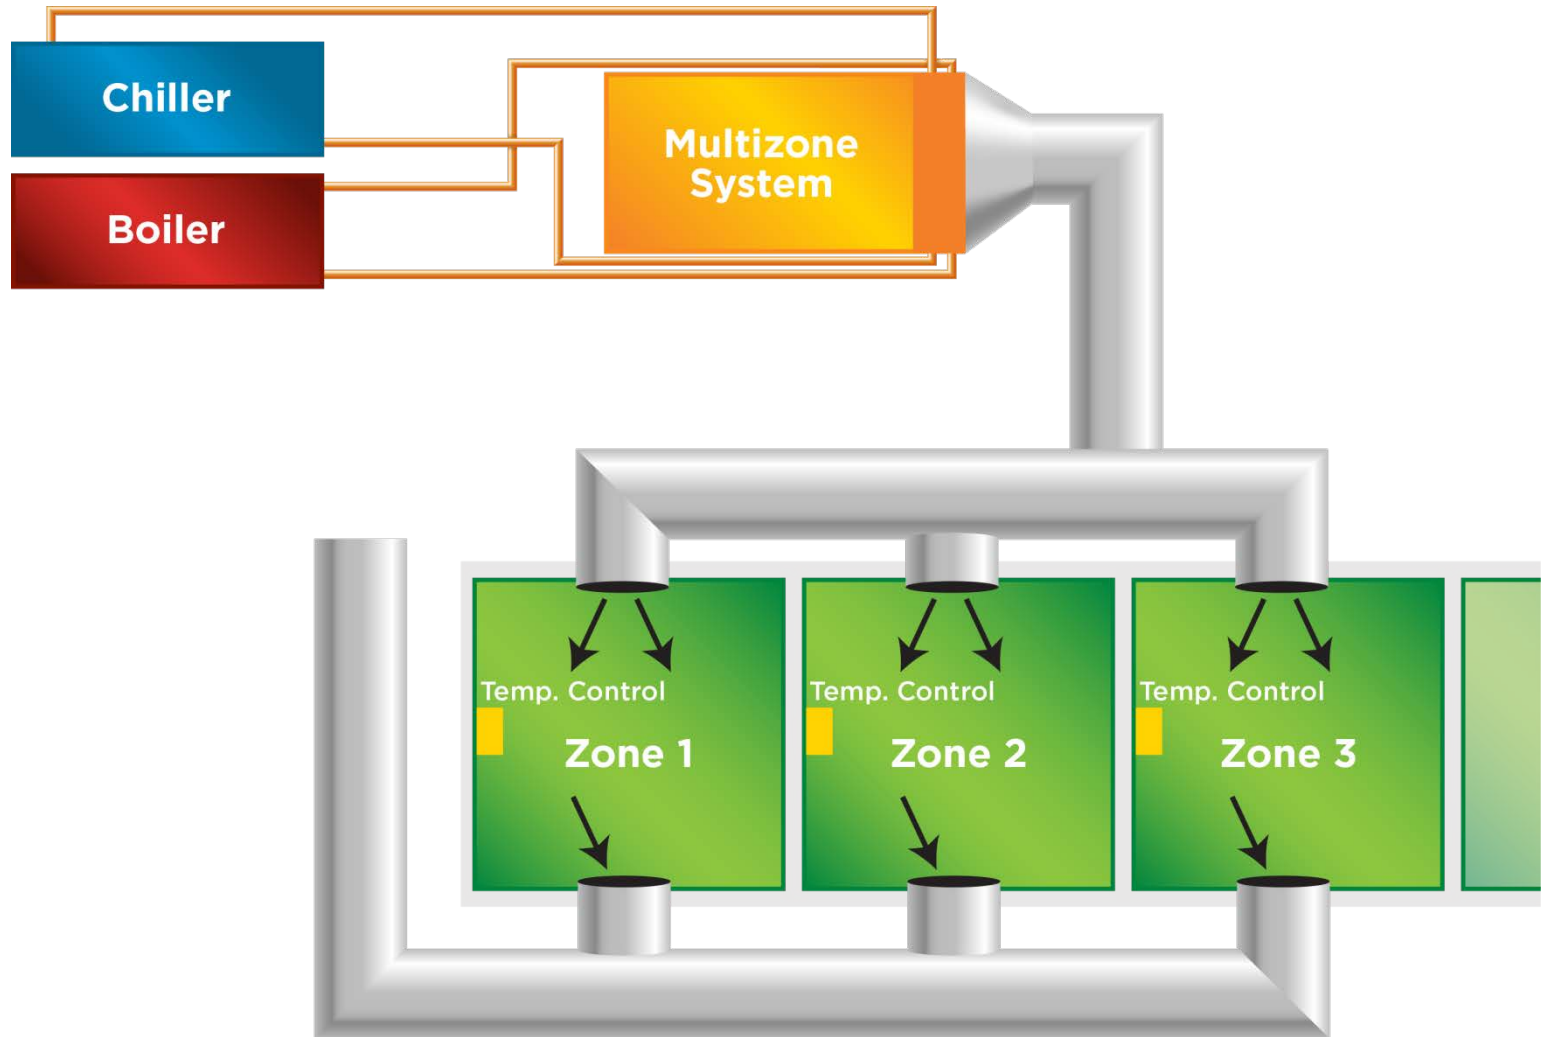 Chiller
Boiler
Multizone
System
Temp. Control
Zone 1
Temp. Control
Zone 2
Temp. Control
Zone 3